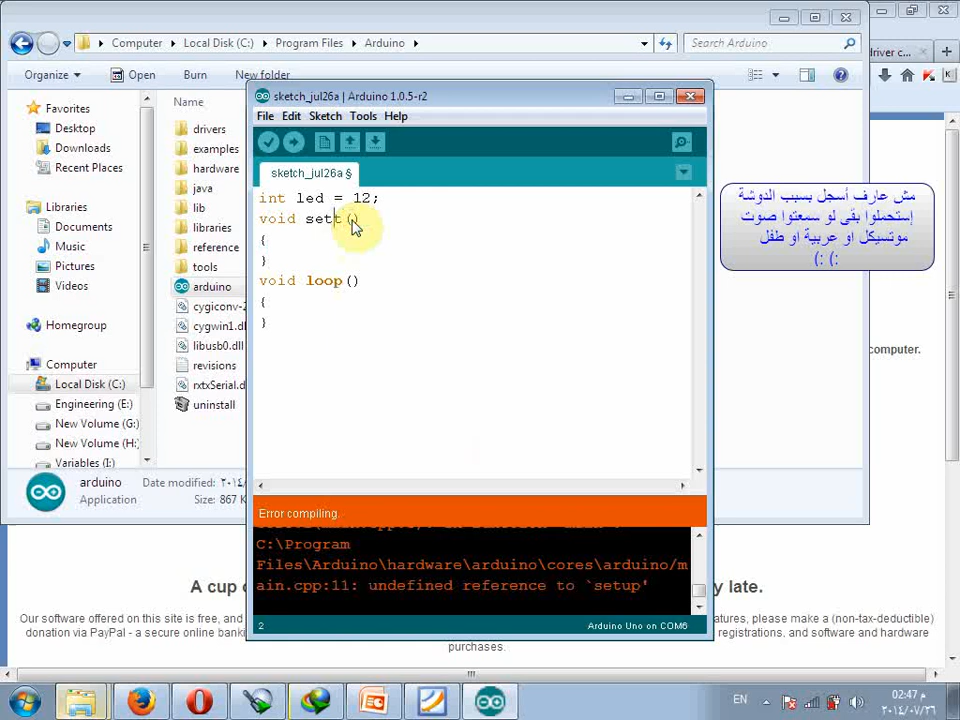 Computer
Local Disk (C:)
Program Files
Arduino
Search Arduino
Organize
Open
Burn
New folder
driver c...
Favorites
Desktop
Downloads
Recent Places
Libraries
Documents
Music
Pictures
Videos
Homegroup
Computer
Local Disk (C:)
Engineering (E:)
New Volume (G:)
New Volume (H:)
Variables (I:)
Name
drivers
examples
hardware
java
lib
libraries
reference
tools
arduino
cygiconv-2
cygwin1.dl
libusb0.dll
revisions
rxtxSerial.d
uninstall
arduino
Application
Date modified:
Size: 867 K
sketch_jul26a | Arduino 1.0.5-r2
File Edit Sketch Tools Help
sketch_jul26a §
int led = 12;
void sett()
{
}
void loop()
{
}
Error compiling.
C:\Program
Files\Arduino\hardware\arduino\cores\arduino/m
ain.cpp:11: undefined reference to `setup'
2
Arduino Uno on COM6
مش عارف أسجل بسبب الدوشة
إستحملوا بقى لو سمعتوا صوت
موتسيكل او عربية او طفل
:) :)
computer.
A cup
y late.
Our software offered on this site is free, and
atures, please make a (non-tax-deductible)
donation via PayPal - a secure online bank
registrations, and software and hardware
purchases.
EN
02:47 م
٢٠١٤/٠٧/٢٦